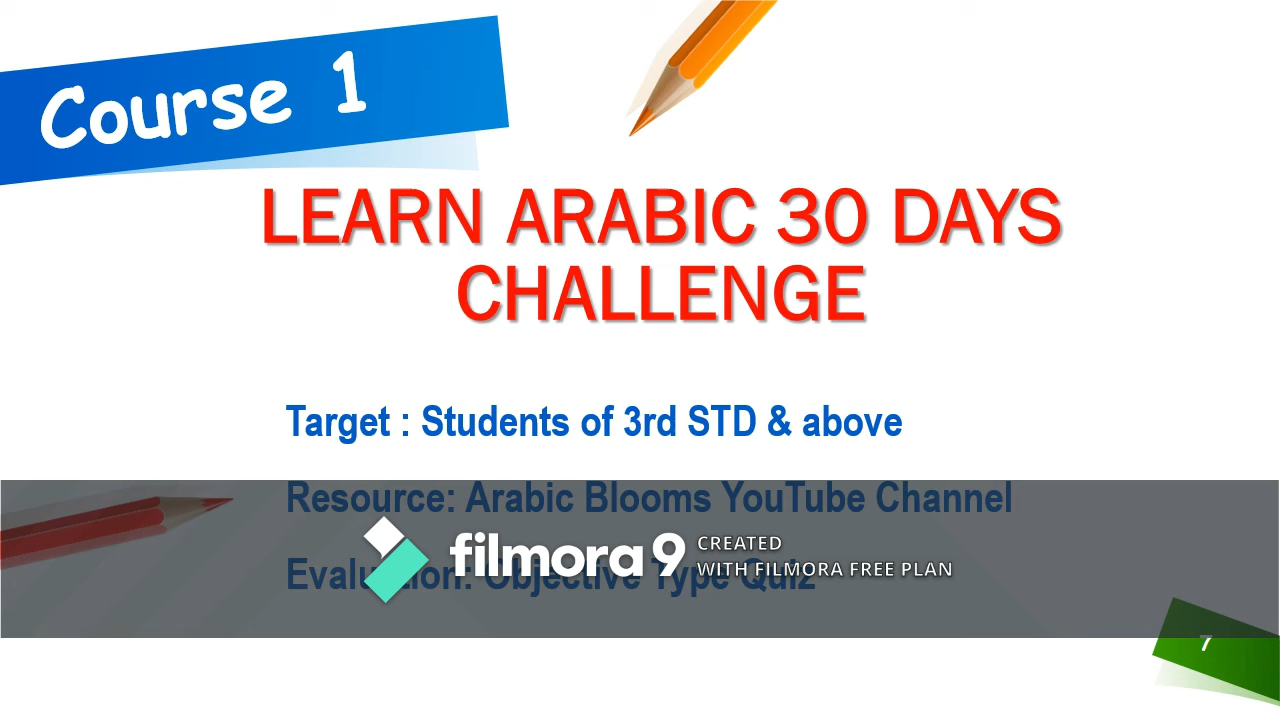 Course 1
LEARN ARABIC 30 DAYS
CHALLENGE
Target : Students of 3rd STD & above
Resource: Arabic Blooms YouTube Channel
Evaluation: Objective Type Quiz
filmora9
CREATED
WITH FILMORA FREE PLAN
7